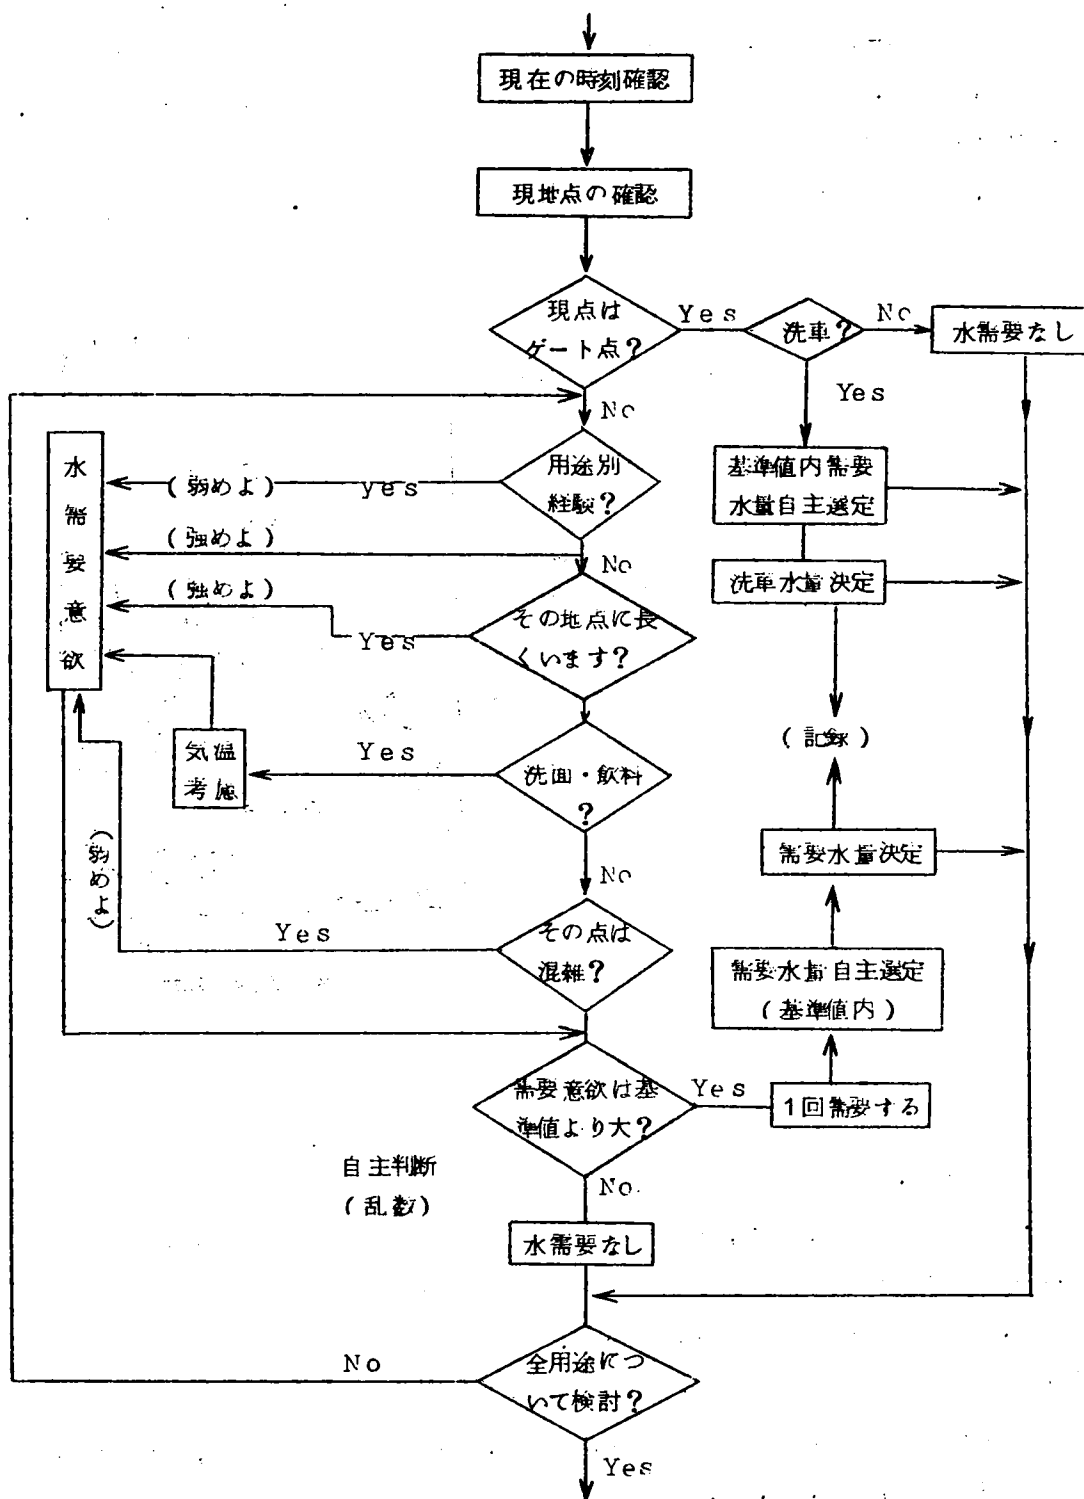 現在の時刻確認
現地点の確認
現点は
ゲート点?
Yes
洗車?
No
水需要なし
No
Yes
水需要意欲
用途別
経験?
yes
(弱めよ)
基準値内需要
水量自主選定
(強めよ)
No
洗車水量決定
(強めよ)
その地点に長
くいます?
Yes
(記録)
気温
考慮
Yes
洗面・飲料
?
需要水量決定
No
(弱めよ)
Yes
その点は
混雑?
需要水量自主選定
(基準値内)
需要意欲は基
準値より大?
Yes
1回需要する
自主判断
(乱数)
No
水需要なし
No
全用途につ
いて検討?
Yes